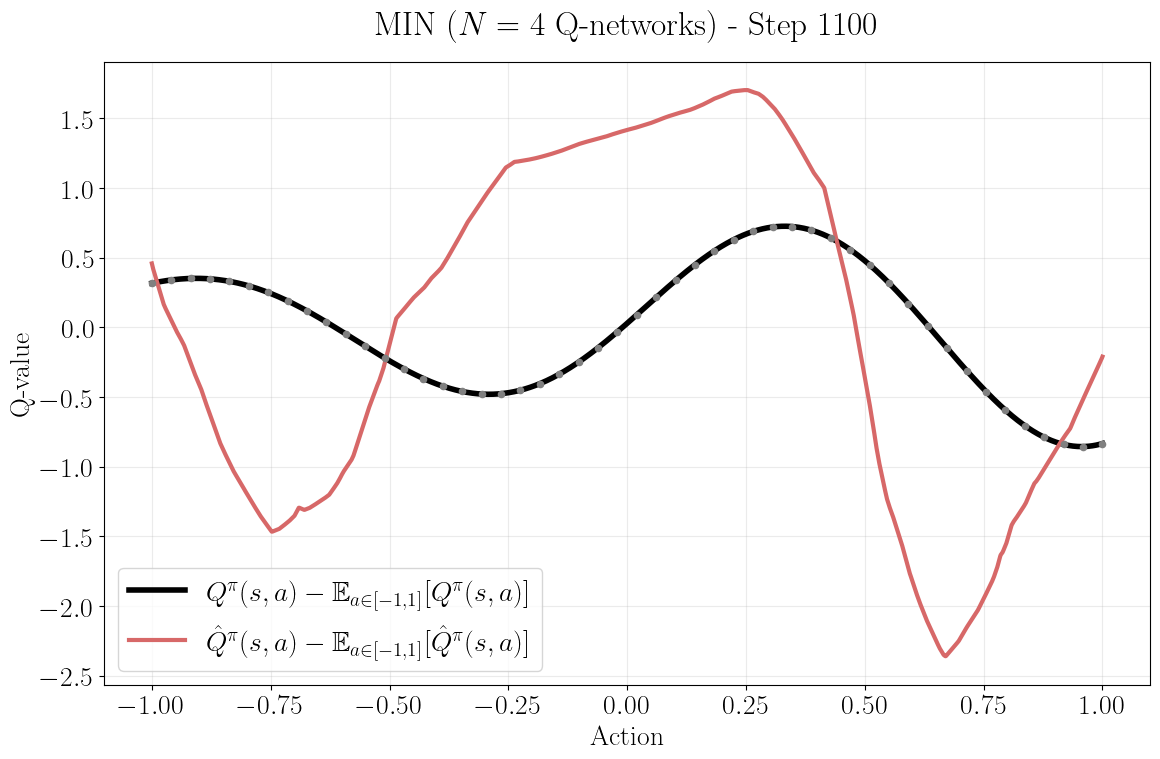 MIN (N = 4 Q-networks) - Step 1100
Q-value
1.5
1.0
0.5
0.0
−0.5
−1.0
−1.5
−2.0
−2.5
Q^π(s, a) − 𝔼_{a∈[−1,1]}[Q^π(s, a)]
Q̂^π(s, a) − 𝔼_{a∈[−1,1]}[Q̂^π(s, a)]
−1.00 −0.75 −0.50 −0.25 0.00 0.25 0.50 0.75 1.00
Action